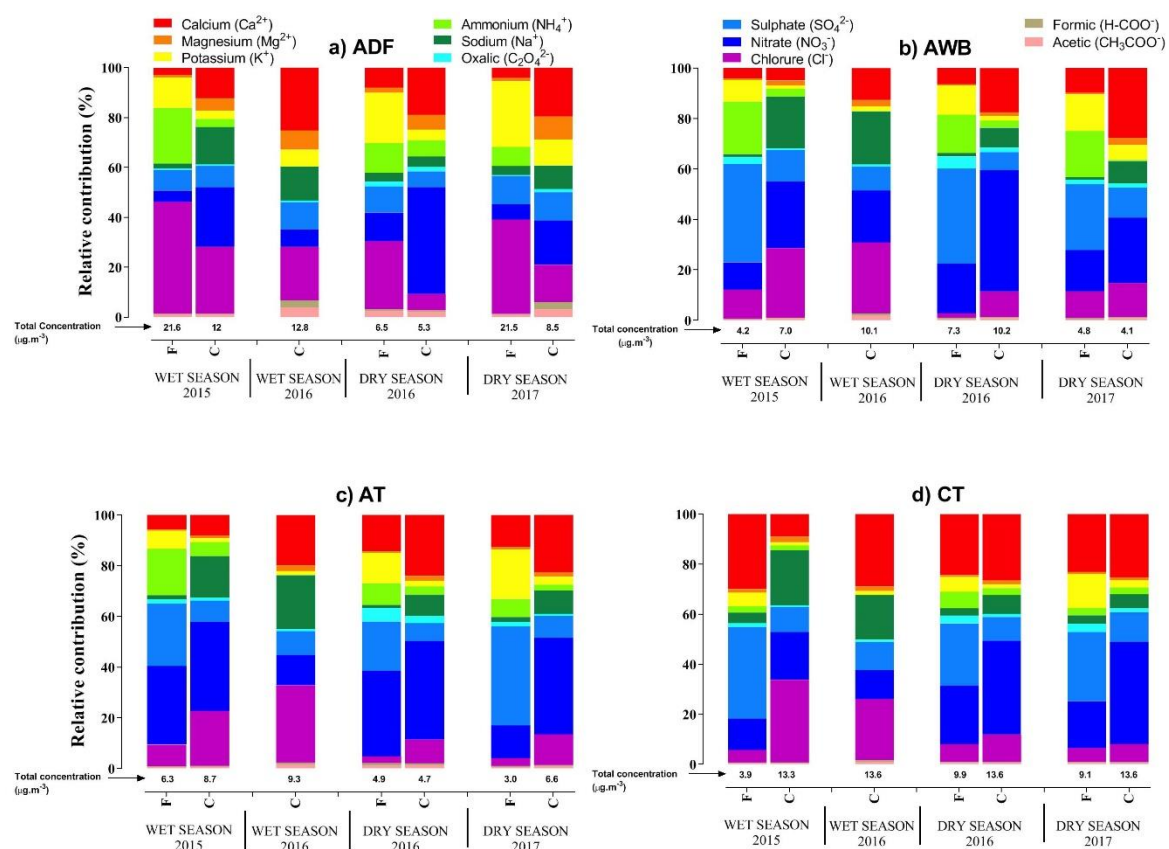 Calcium (Ca²⁺)
Magnesium (Mg²⁺)
Potassium (K⁺)
Ammonium (NH₄⁺)
Sodium (Na⁺)
Oxalic (C₂O₄²⁻)
Sulphate (SO₄²⁻)
Nitrate (NO₃⁻)
Chlorure (Cl⁻)
Formic (H-COO⁻)
Acetic (CH₃COO⁻)
a) ADF
Relative contribution (%)
100
80
60
40
20
0
Total Concentration
(µg.m⁻³)
21.6 12 12.8 6.5 5.3 21.5 8.5
F C C F C F C
WET SEASON WET SEASON DRY SEASON DRY SEASON
2015 2016 2016 2017
b) AWB
100
80
60
40
20
0
4.2 7.0 10.1 7.3 10.2 4.8 4.1
F C C F C F C
WET SEASON WET SEASON DRY SEASON DRY SEASON
2015 2016 2016 2017
c) AT
Relative contribution (%)
100
80
60
40
20
0
Total concentration
(µg.m⁻³)
6.3 8.7 9.3 4.9 4.7 3.0 6.6
F C C F C F C
WET SEASON WET SEASON DRY SEASON DRY SEASON
2015 2016 2016 2017
d) CT
100
80
60
40
20
0
Total concentration
(µg.m⁻³)
3.9 13.3 13.6 9.9 13.6 9.1 13.6
F C C F C F C
WET SEASON WET SEASON DRY SEASON DRY SEASON
2015 2016 2016 2017